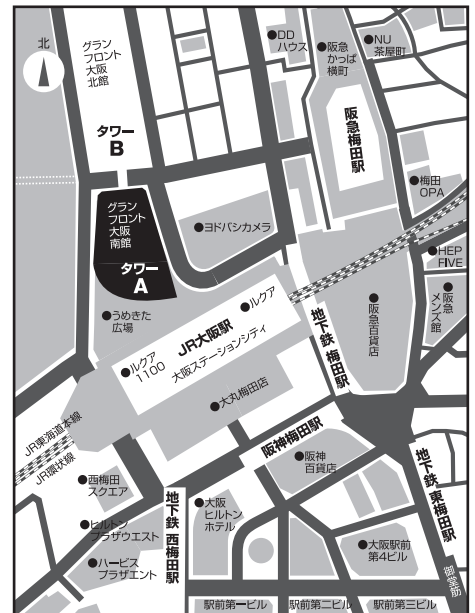 北
グラン
フロント
大阪
北館
タワー
B
●DD
ハウス
●阪急
かっぱ
横町
●NU
茶屋町
阪急梅田駅
●梅田
OPA
グラン
フロント
大阪
南館
タワー
A
●ヨドバシカメラ
●HEP
FIVE
●阪急
メンズ館
●阪急百貨店
●うめきた
広場
●ルクア
JR大阪駅
大阪ステーションシティ
●ルクア
1100
地下鉄 梅田駅
●大丸梅田店
JR東海道本線
JR環状線
阪神梅田駅
●阪神
百貨店
●西梅田
スクエア
地下鉄 西梅田駅
●大阪
ヒルトン
ホテル
地下鉄 東梅田駅
●ヒルトン
プラザウエスト
●大阪駅前
第4ビル
●ハービス
プラザエント
御堂筋
駅前第一ビル
駅前第二ビル
駅前第三ビル